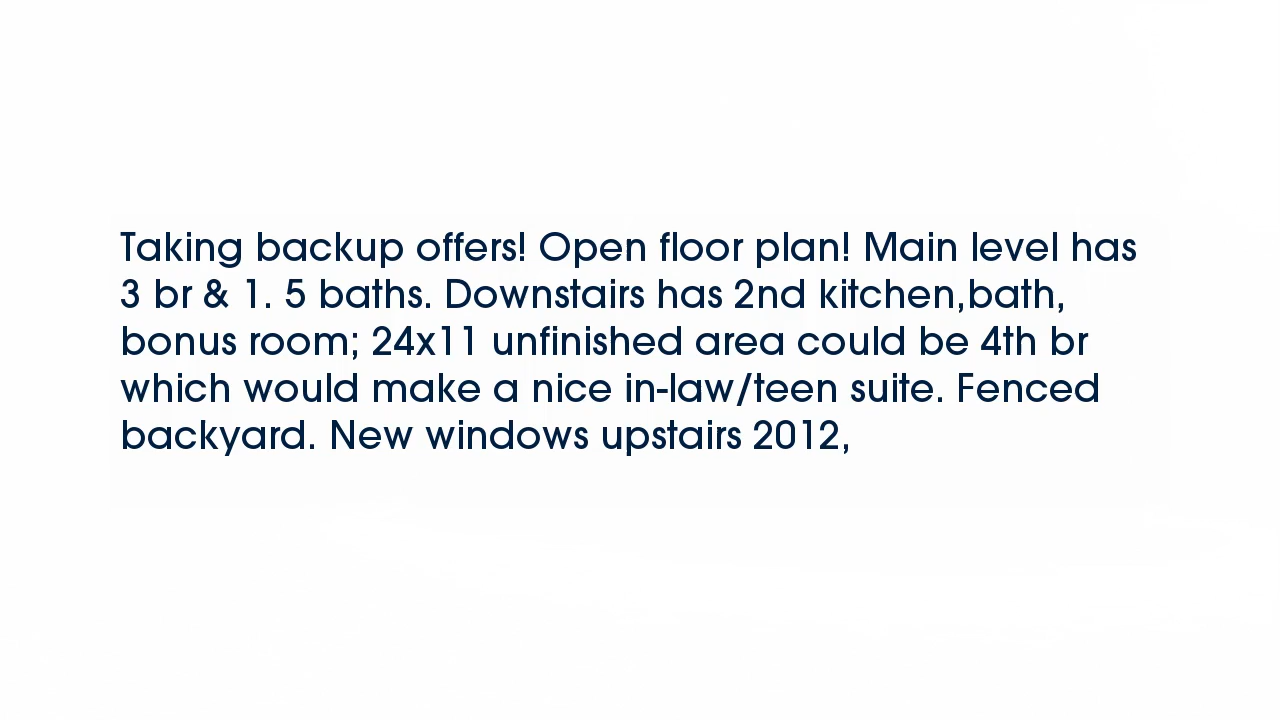 Taking backup offers! Open floor plan! Main level has
3 br & 1. 5 baths. Downstairs has 2nd kitchen,bath,
bonus room; 24x11 unfinished area could be 4th br
which would make a nice in-law/teen suite. Fenced
backyard. New windows upstairs 2012,